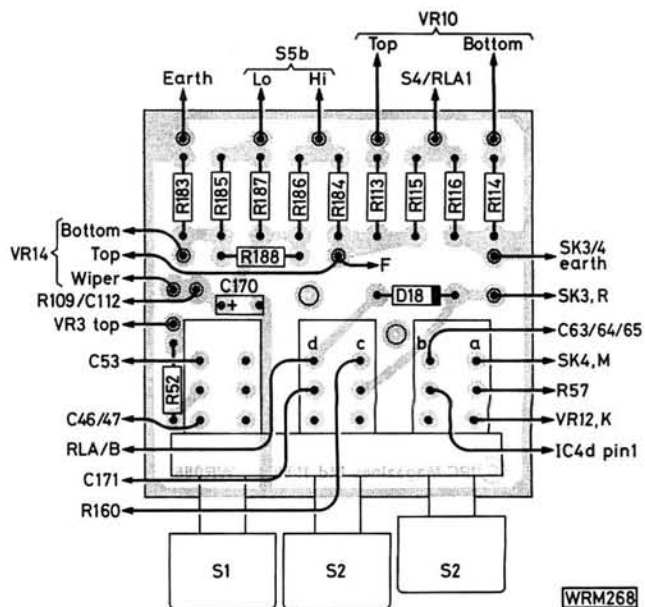 VR10
S5b
Top
Bottom
Earth
Lo
Hi
S4/RLA1
R183
R185
R187
R186
R184
R113
R115
R116
R114
VR14
Bottom
Top
Wiper
R188
F
SK3/4
earth
R109/C112
C170
+
D18
SK3,R
VR3 top
C63/64/65
C53
d
c
b
a
SK4,M
R52
R57
C46/47
VR12,K
RLA/B
IC4d pin1
C171
R160
S1
S2
S2
WRM268